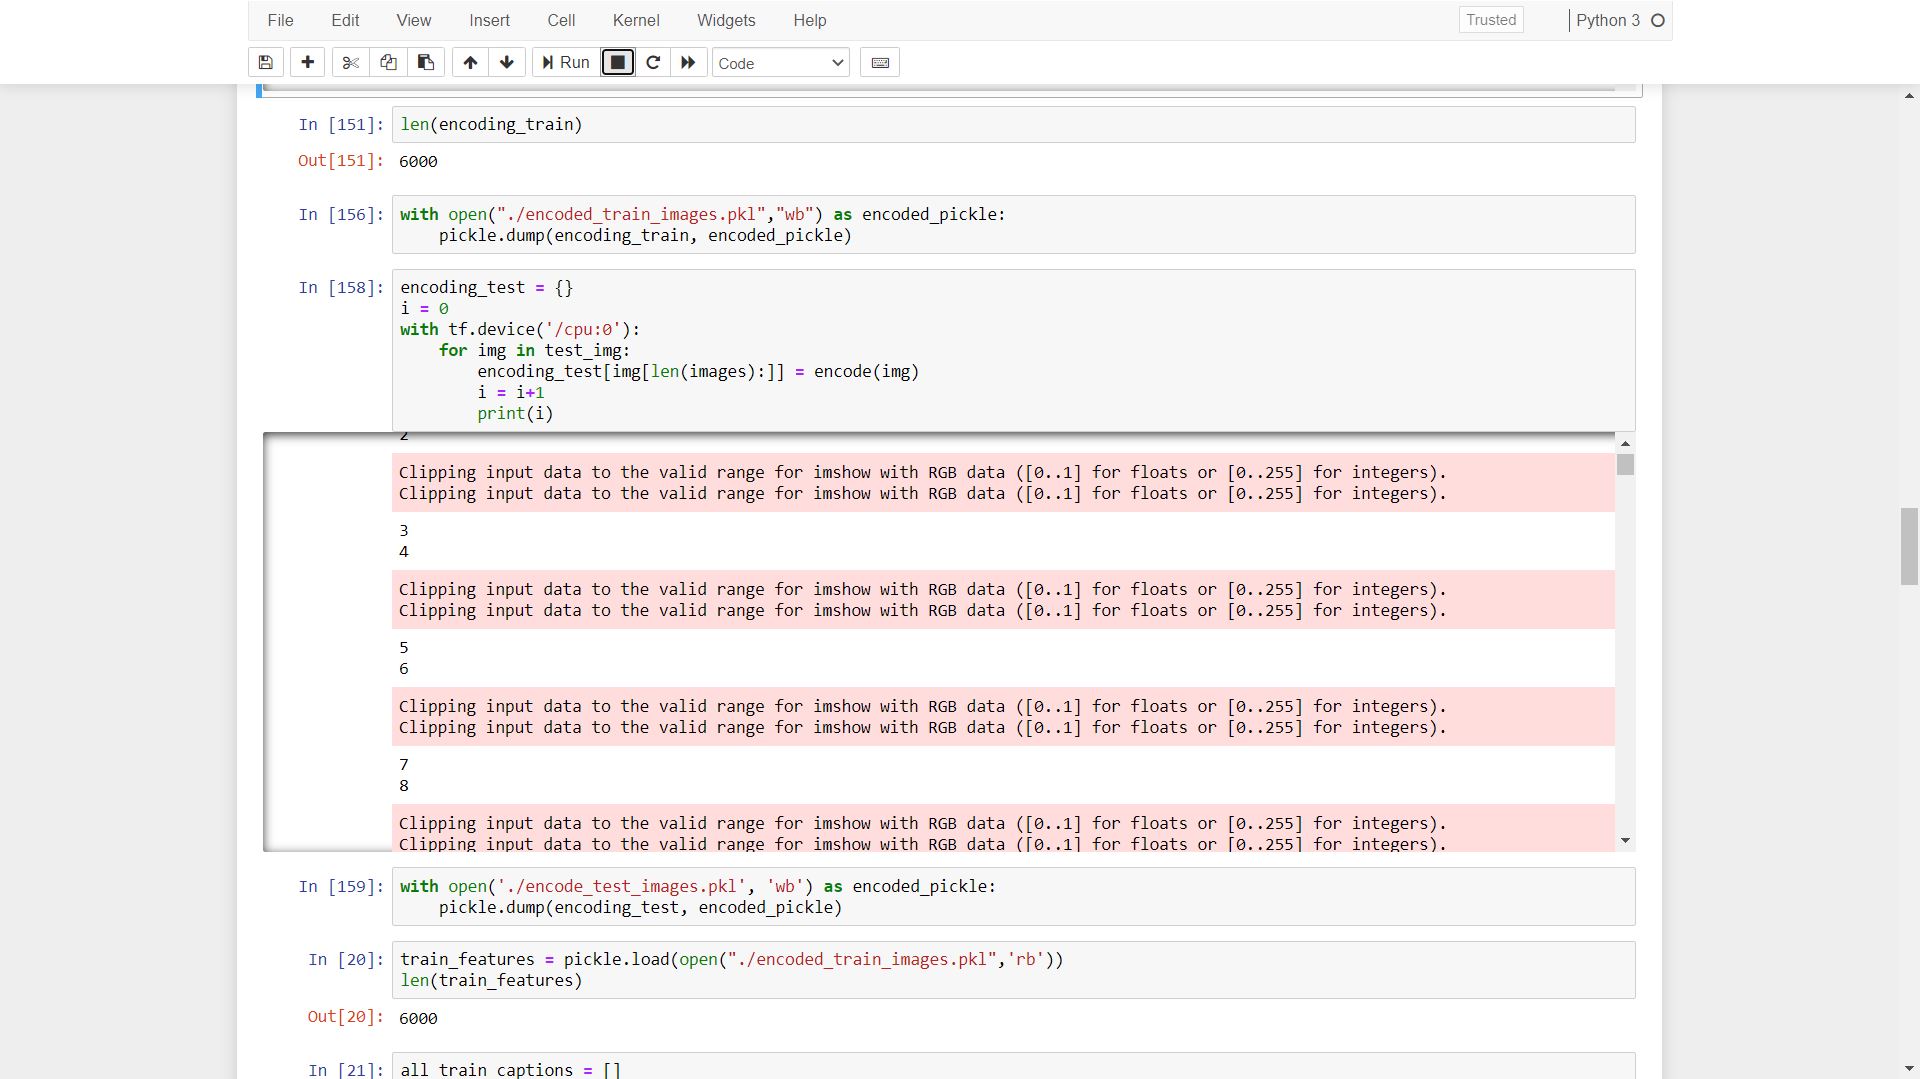 File Edit View Insert Cell Kernel Widgets Help Trusted Python 3
Run Code
In [151]: len(encoding_train)
Out[151]: 6000
In [156]: with open("./encoded_train_images.pkl","wb") as encoded_pickle:
    pickle.dump(encoding_train, encoded_pickle)
In [158]: encoding_test = {}
i = 0
with tf.device('/cpu:0'):
    for img in test_img:
        encoding_test[img[len(images):]] = encode(img)
        i = i+1
        print(i)
2
Clipping input data to the valid range for imshow with RGB data ([0..1] for floats or [0..255] for integers).
Clipping input data to the valid range for imshow with RGB data ([0..1] for floats or [0..255] for integers).
3
4
Clipping input data to the valid range for imshow with RGB data ([0..1] for floats or [0..255] for integers).
Clipping input data to the valid range for imshow with RGB data ([0..1] for floats or [0..255] for integers).
5
6
Clipping input data to the valid range for imshow with RGB data ([0..1] for floats or [0..255] for integers).
Clipping input data to the valid range for imshow with RGB data ([0..1] for floats or [0..255] for integers).
7
8
Clipping input data to the valid range for imshow with RGB data ([0..1] for floats or [0..255] for integers).
Clipping input data to the valid range for imshow with RGB data ([0..1] for floats or [0..255] for integers).
In [159]: with open('./encode_test_images.pkl', 'wb') as encoded_pickle:
    pickle.dump(encoding_test, encoded_pickle)
In [20]: train_features = pickle.load(open("./encoded_train_images.pkl",'rb'))
len(train_features)
Out[20]: 6000
In [21]: all_train_captions = []